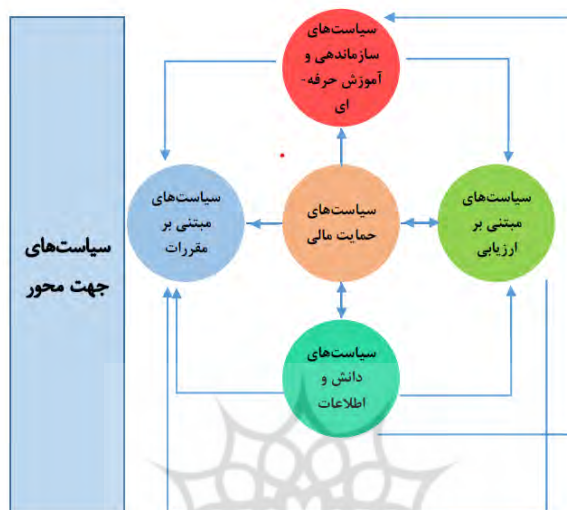 سیاست‌های
سازماندهی و
آموزش حرفه-
ای
سیاست‌های
مبتنی بر
ارزیابی
سیاست‌های
حمایت مالی
سیاست‌های
مبتنی بر
مقررات
سیاست‌های
جهت محور
سیاست‌های
دانش و
اطلاعات